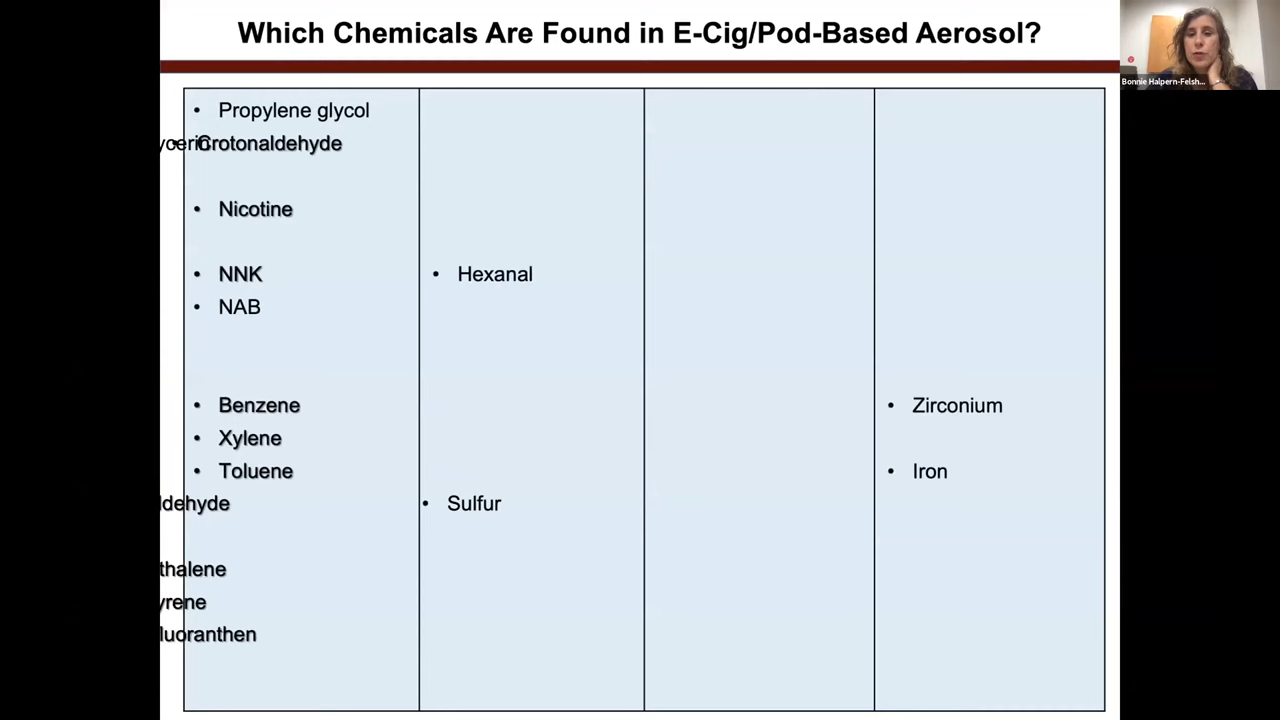 Which Chemicals Are Found in E-Cig/Pod-Based Aerosol?
Bonnie Halpern-Felsh...
• Propylene glycol
ycerin • Crotonaldehyde
• Nicotine
• NNK • Hexanal
• NAB
• Benzene • Zirconium
• Xylene
• Toluene • Iron
ldehyde • Sulfur
thalene
yrene
luoranthen